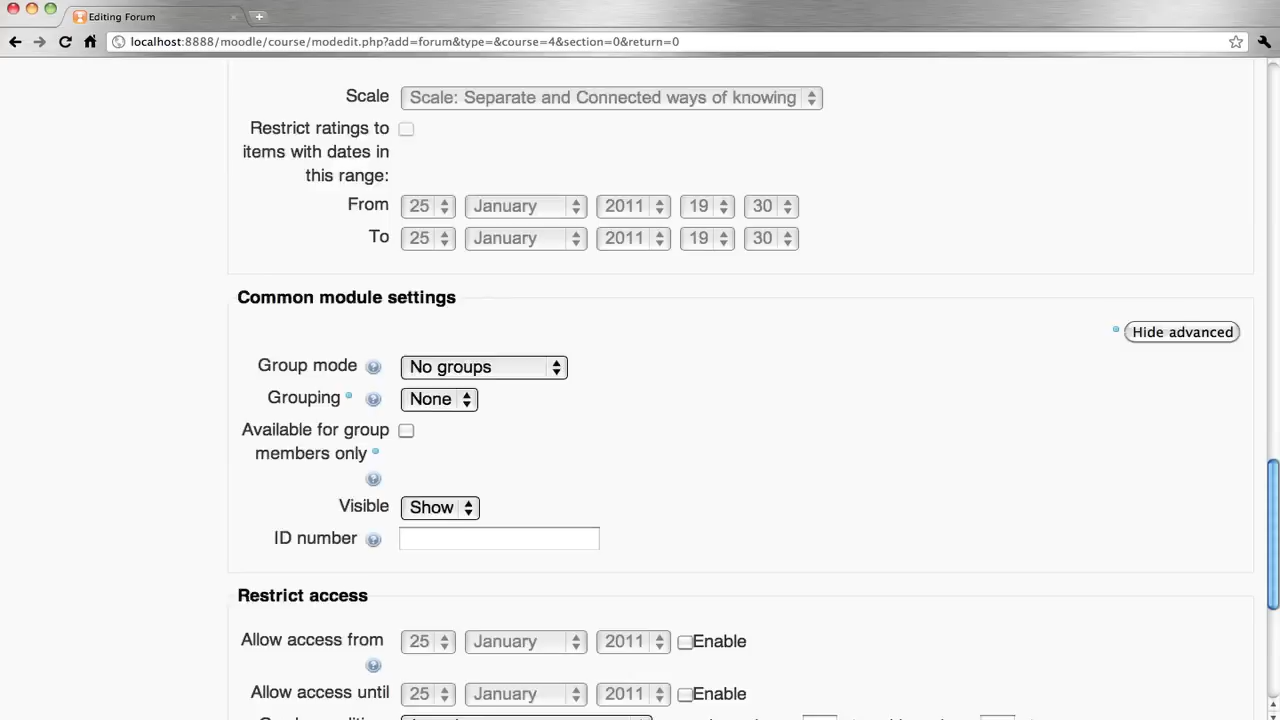 Editing Forum
localhost:8888/moodle/course/modedit.php?add=forum&type=&course=4&section=0&return=0
Scale Scale: Separate and Connected ways of knowing
Restrict ratings to
items with dates in
this range:
From 25 January 2011 19 30
To 25 January 2011 19 30
Common module settings
Hide advanced
Group mode No groups
Grouping None
Available for group
members only
Visible Show
ID number
Restrict access
Allow access from 25 January 2011 Enable
Allow access until 25 January 2011 Enable